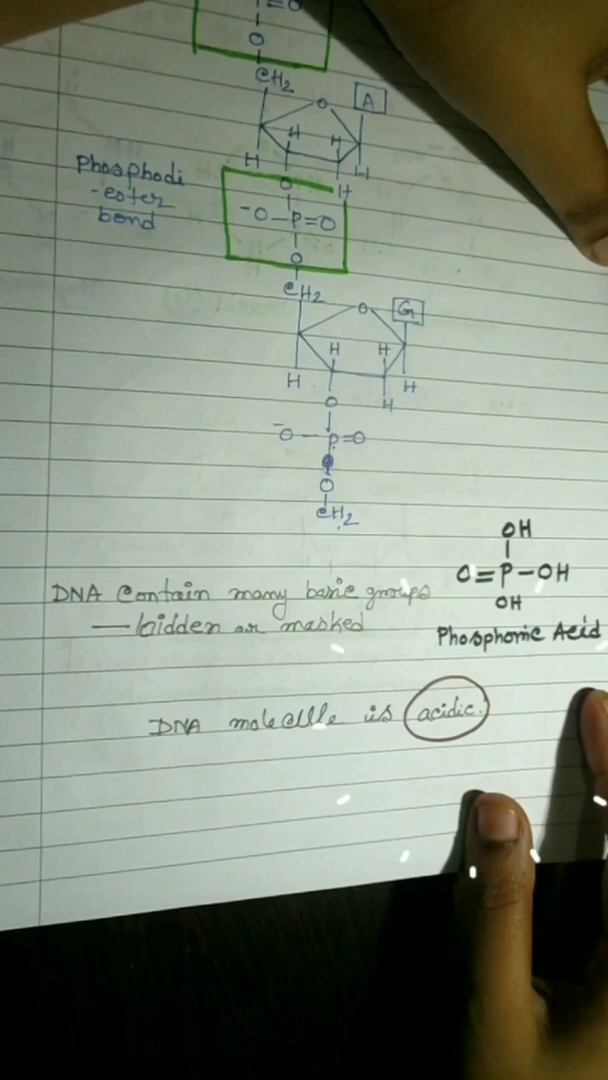 =O
O
CH₂
O
A
H
H
H
H
Phosphodi
-ester
bond
O
H
⁻O-P=O
O
CH₂
O
G
H
H
H
H
H
O
⁻O-P=O
O
CH₂
OH
O=P-OH
OH
Phosphoric Acid
DNA Contain many basic groups
— hidden or masked
DNA molecule is acidic.